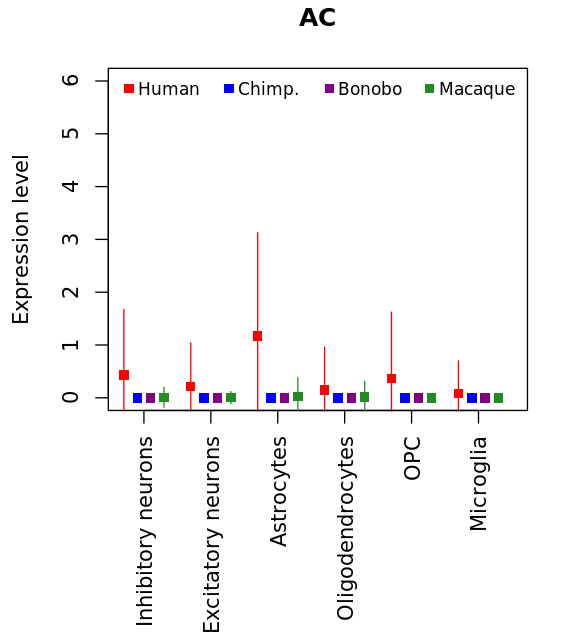 AC
Human Chimp. Bonobo Macaque
Expression level
6
5
4
3
2
1
0
Inhibitory neurons
Excitatory neurons
Astrocytes
Oligodendrocytes
OPC
Microglia